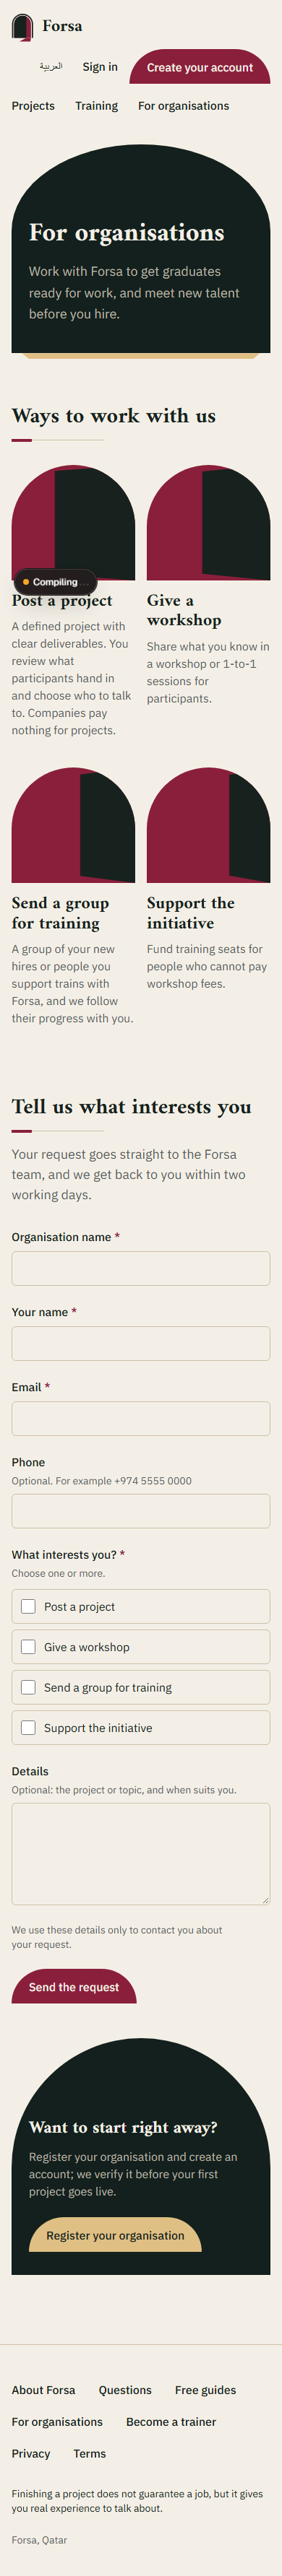 Forsa
العربية
Sign in
Create your account
Projects
Training
For organisations
For organisations
Work with Forsa to get graduates
ready for work, and meet new talent
before you hire.
Ways to work with us
Compiling...
Post a project
A defined project with
clear deliverables. You
review what
participants hand in
and choose who to talk
to. Companies pay
nothing for projects.
Give a
workshop
Share what you know in
a workshop or 1-to-1
sessions for
participants.
Send a group
for training
A group of your new
hires or people you
support trains with
Forsa, and we follow
their progress with you.
Support the
initiative
Fund training seats for
people who cannot pay
workshop fees.
Tell us what interests you
Your request goes straight to the Forsa
team, and we get back to you within two
working days.
Organisation name *
Your name *
Email *
Phone
Optional. For example +974 5555 0000
What interests you? *
Choose one or more.
Post a project
Give a workshop
Send a group for training
Support the initiative
Details
Optional: the project or topic, and when suits you.
We use these details only to contact you about
your request.
Send the request
Want to start right away?
Register your organisation and create an
account; we verify it before your first
project goes live.
Register your organisation
About Forsa
Questions
Free guides
For organisations
Become a trainer
Privacy
Terms
Finishing a project does not guarantee a job, but it gives
you real experience to talk about.
Forsa, Qatar